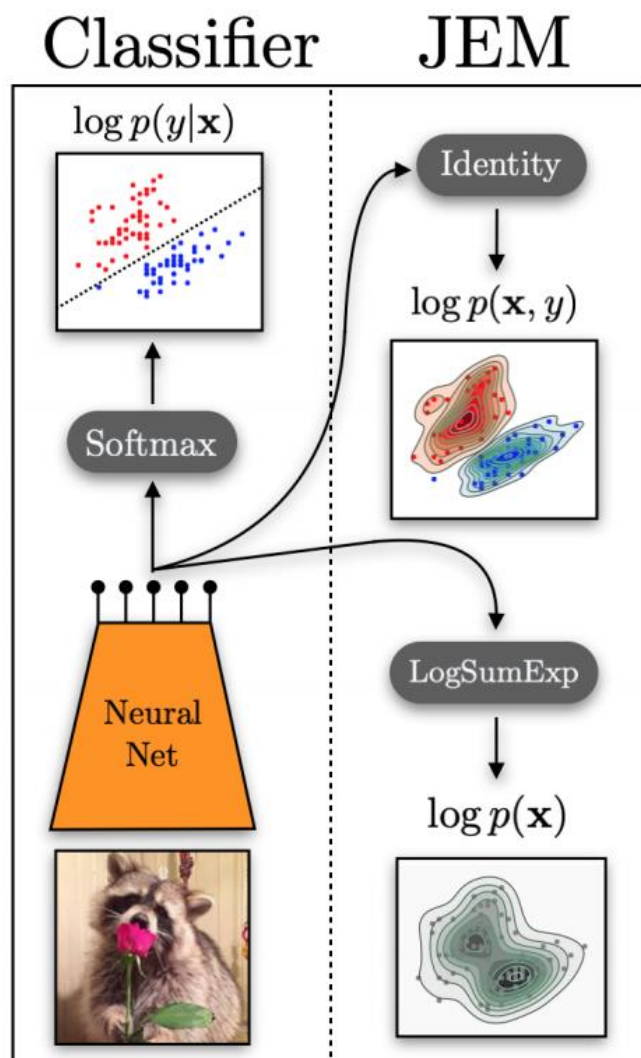 Classifier
JEM
log p(y|𝐱)
Softmax
Neural
Net
Identity
log p(𝐱, y)
LogSumExp
log p(𝐱)